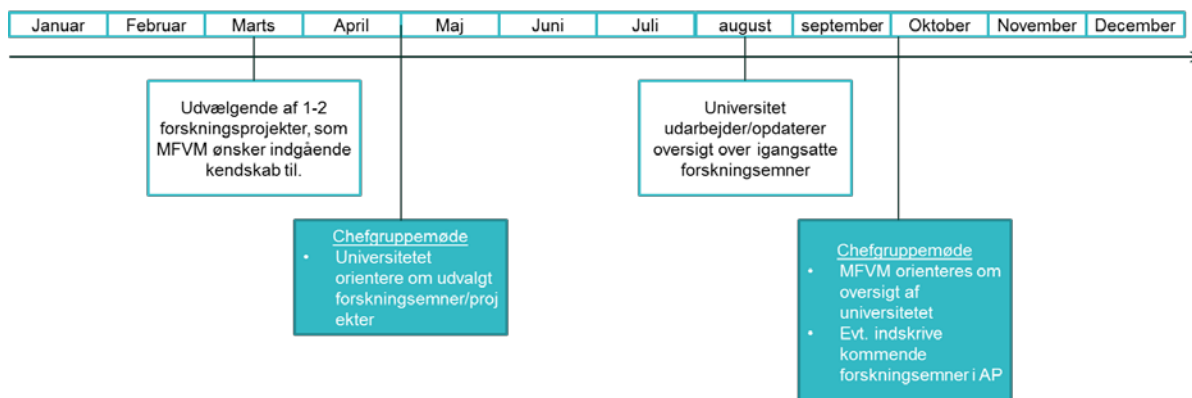 Januar Februar Marts April Maj Juni Juli august september Oktober November December
Udvælgende af 1-2
forskningsprojekter, som
MFVM ønsker indgående
kendskab til.
Universitet
udarbejder/opdaterer
oversigt over igangsatte
forskningsemner
Chefgruppemøde
• Universitetet
orientere om udvalgt
forskningsemner/proj
ekter
Chefgruppemøde
• MFVM orienteres om
oversigt af
universitetet
• Evt. indskrive
kommende
forskningsemner i AP